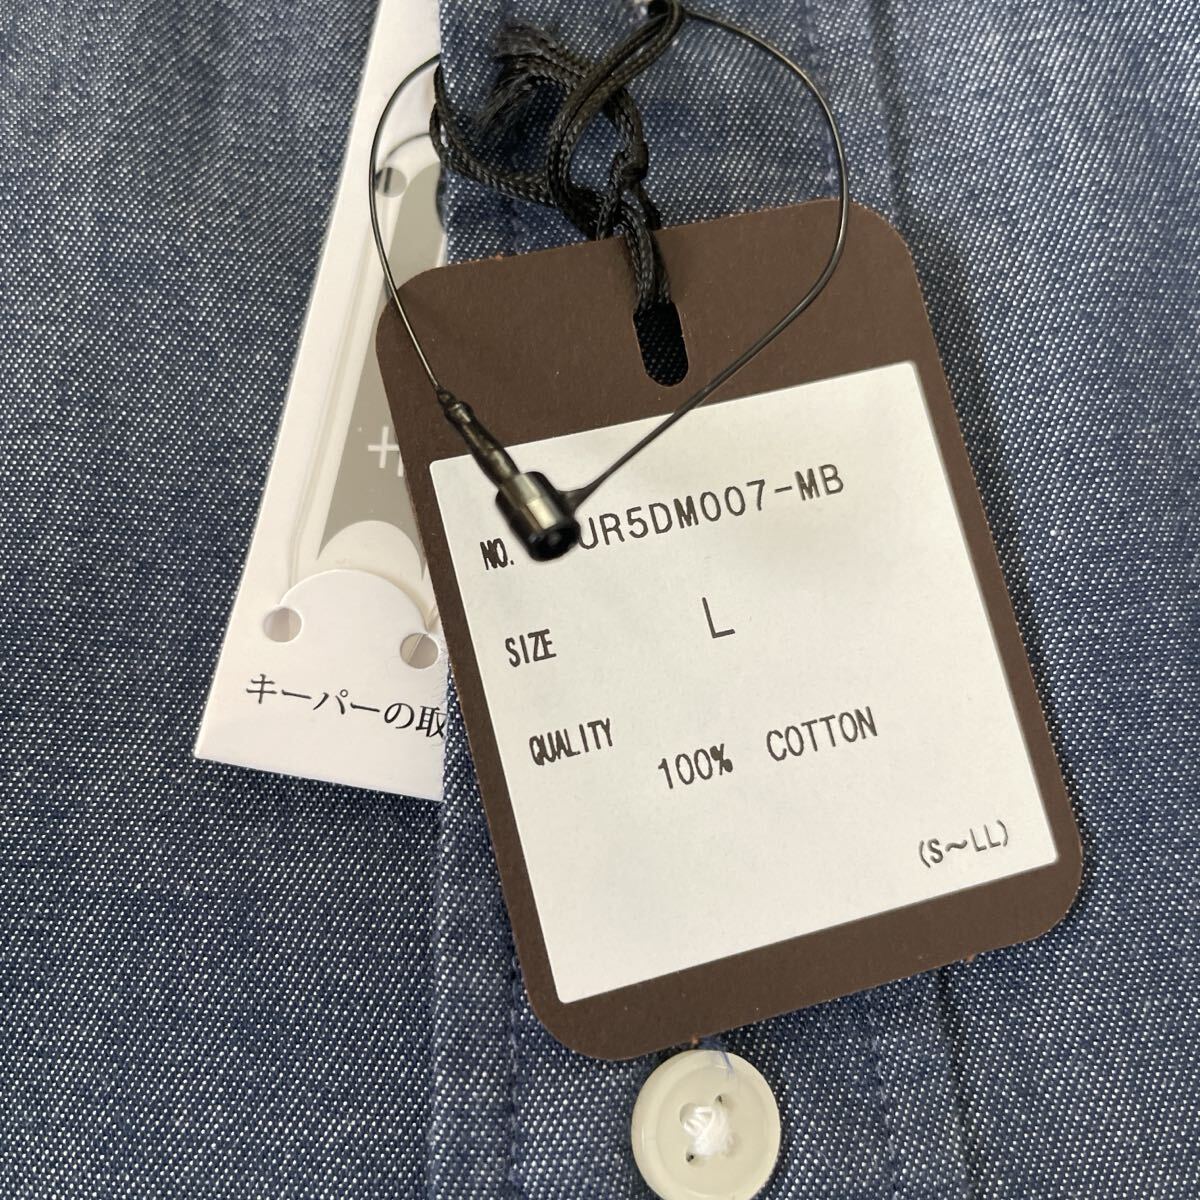 NO. UR5DM007-MB
SIZE L
QUALITY 100% COTTON
(S～LL)
キーパーの取